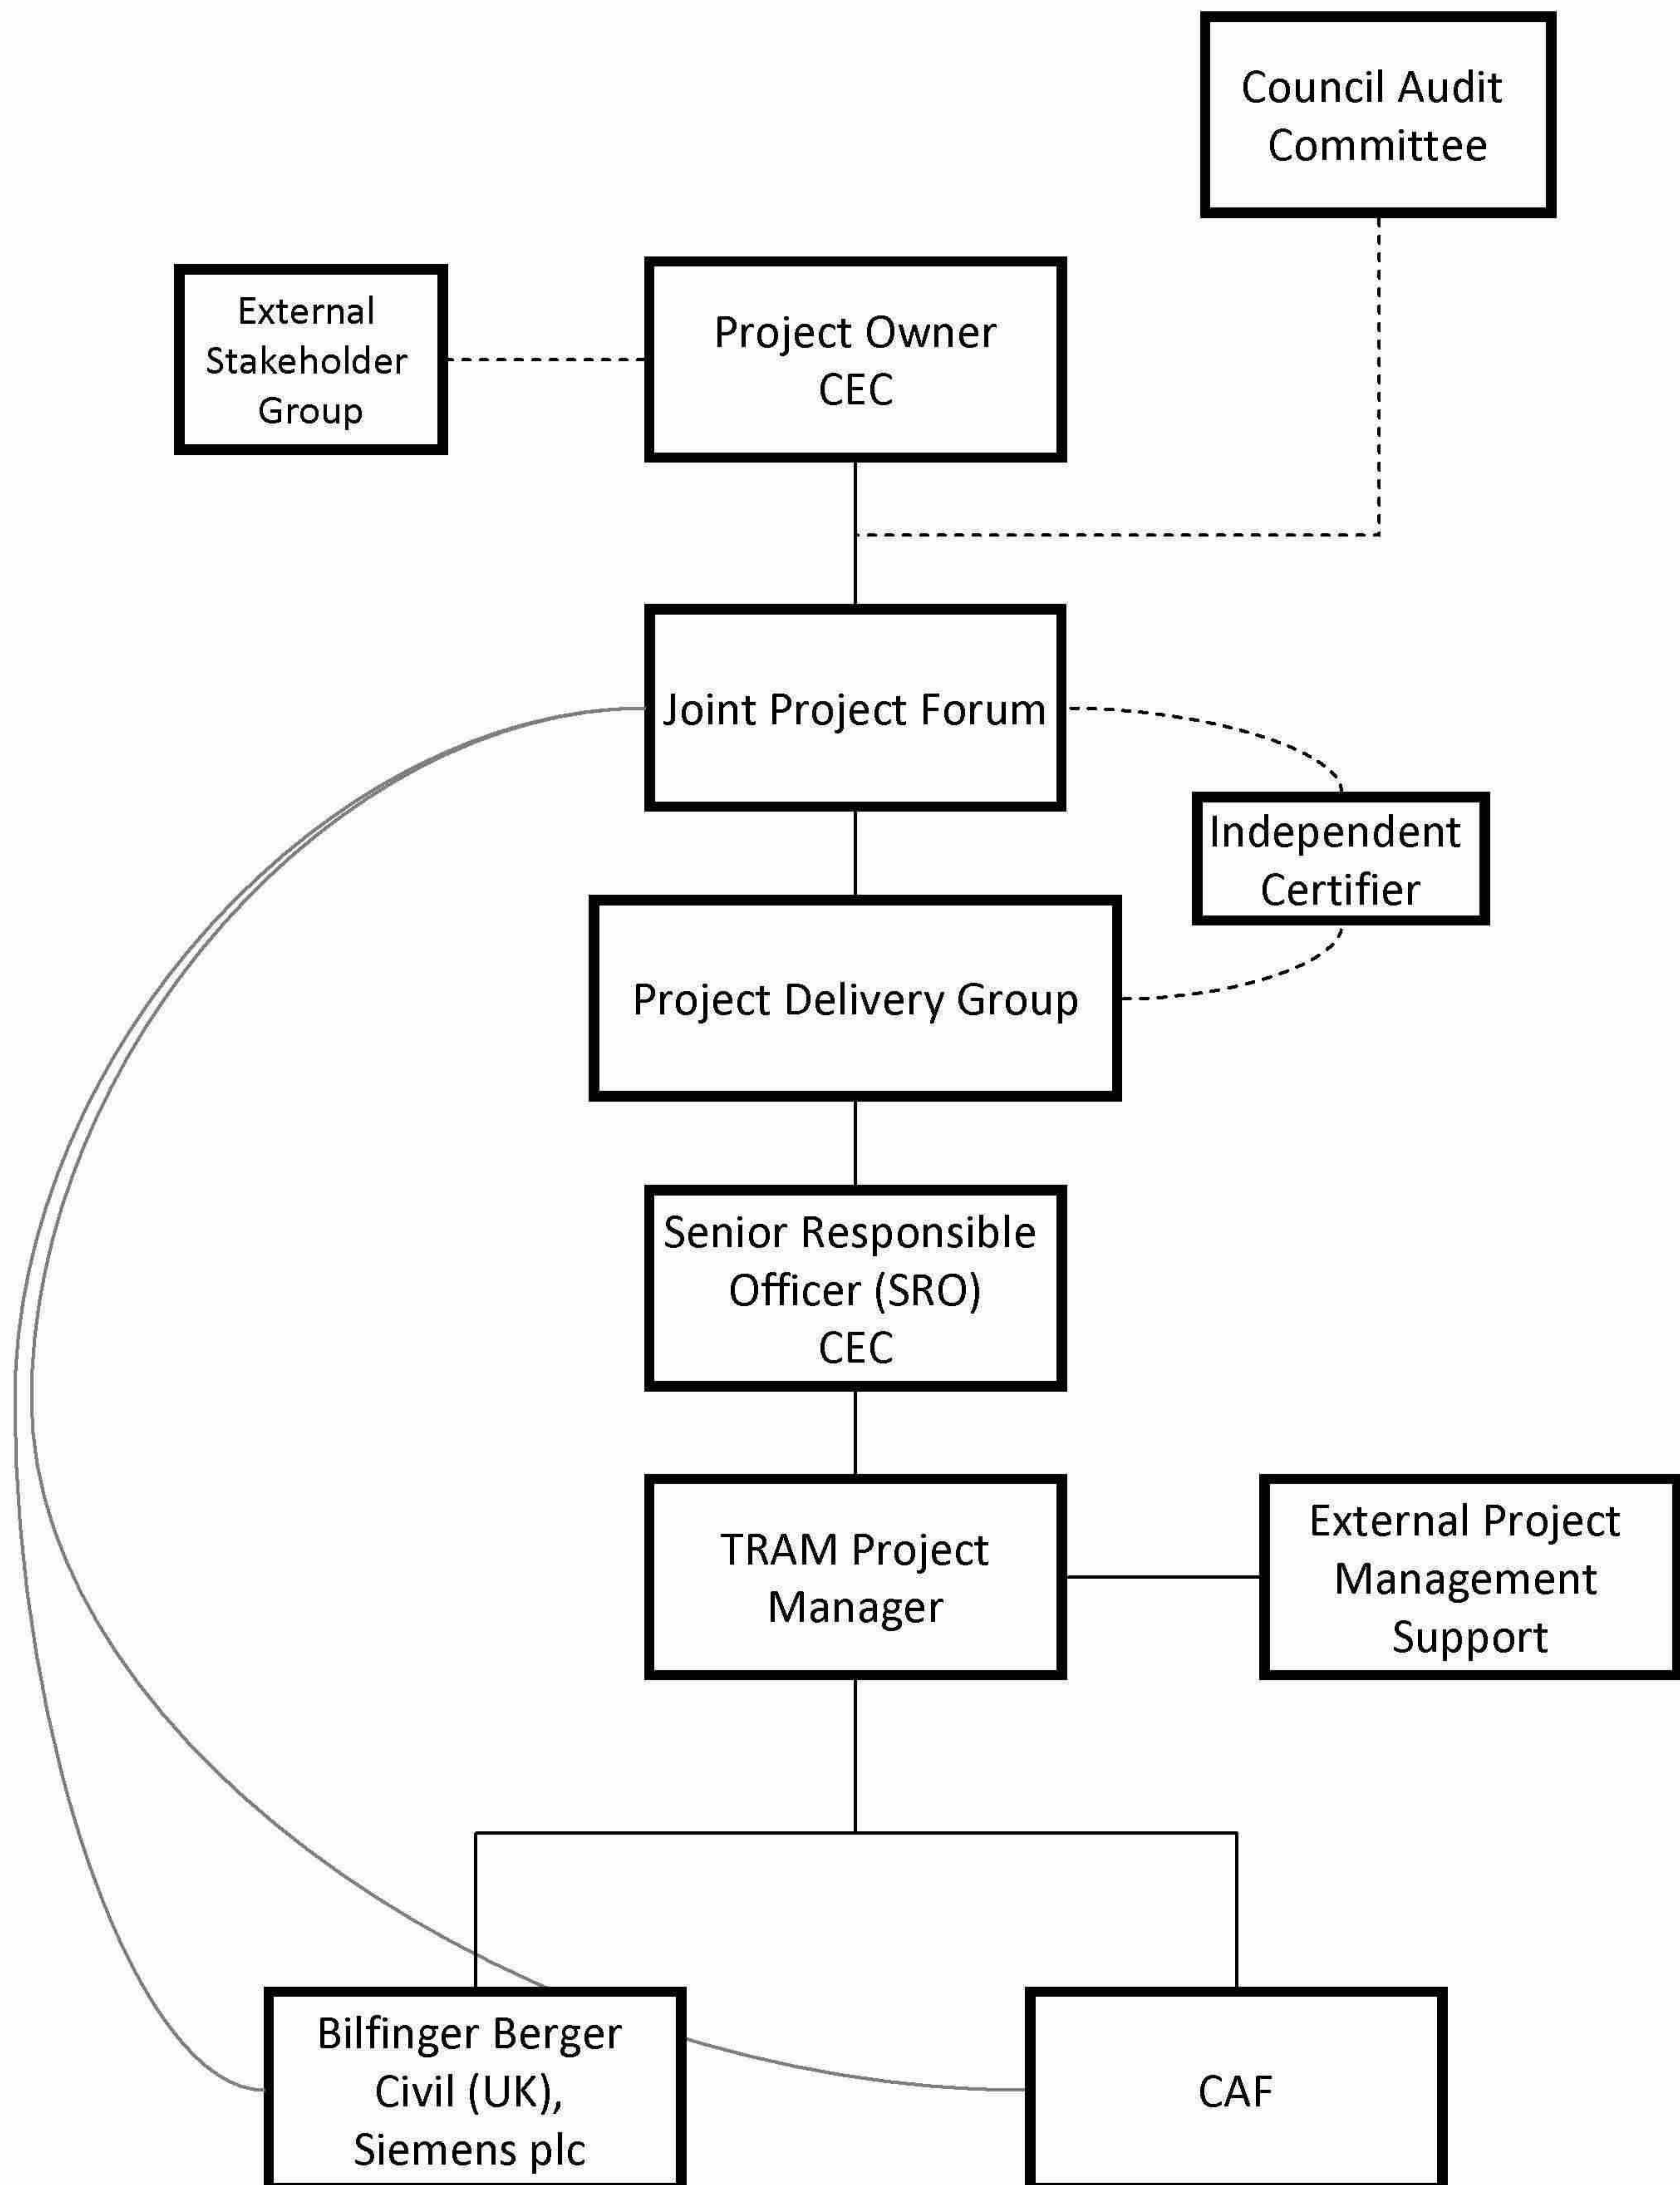 Council Audit
Committee
External
Stakeholder
Group
Project Owner
CEC
Joint Project Forum
Independent
Certifier
Project Delivery Group
Senior Responsible
Officer (SRO)
CEC
TRAM Project
Manager
External Project
Management
Support
Bilfinger Berger
Civil (UK),
Siemens plc
CAF